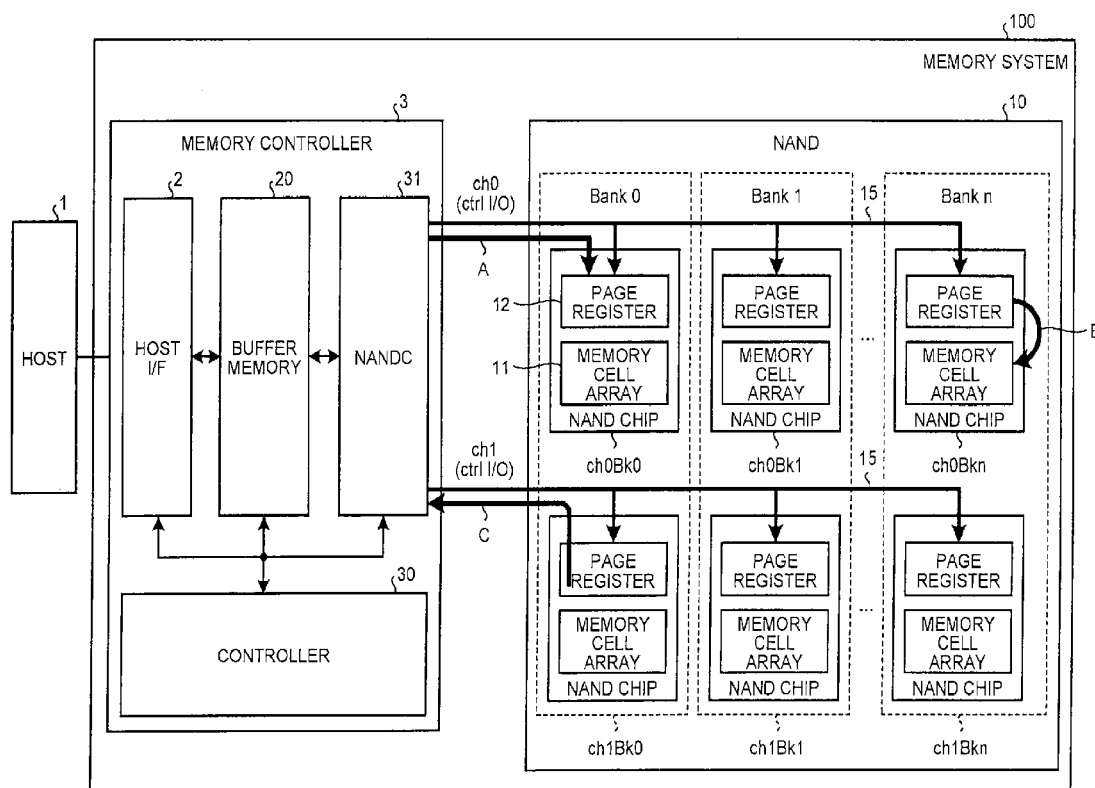 100
MEMORY SYSTEM
3
MEMORY CONTROLLER
10
NAND
1
HOST
2
HOST
I/F
20
BUFFER
MEMORY
31
NANDC
30
CONTROLLER
ch0
(ctrl I/O)
A
15
Bank 0
Bank 1
Bank n
12
PAGE
REGISTER
11
MEMORY
CELL
ARRAY
NAND CHIP
ch0Bk0
PAGE
REGISTER
MEMORY
CELL
ARRAY
NAND CHIP
ch0Bk1
...
PAGE
REGISTER
MEMORY
CELL
ARRAY
NAND CHIP
ch0Bkn
ch1
(ctrl I/O)
C
15
PAGE
REGISTER
MEMORY
CELL
ARRAY
NAND CHIP
ch1Bk0
PAGE
REGISTER
MEMORY
CELL
ARRAY
NAND CHIP
ch1Bk1
...
PAGE
REGISTER
MEMORY
CELL
ARRAY
NAND CHIP
ch1Bkn